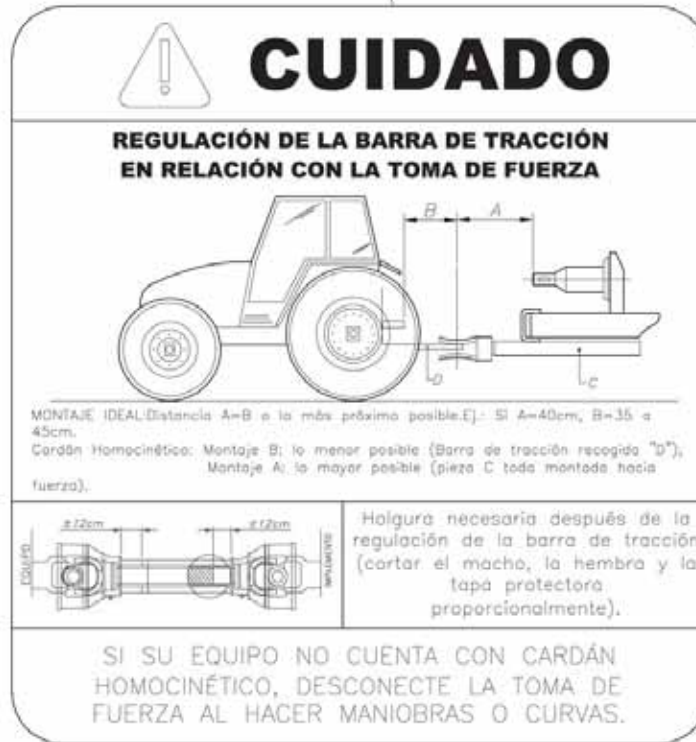 CUIDADO
REGULACIÓN DE LA BARRA DE TRACCIÓN
EN RELACIÓN CON LA TOMA DE FUERZA
B
A
D
C
MONTAJE IDEAL:Distancia A=B o lo más próximo posible.Ej.: Si A=40cm, B=35 a
45cm.
Cardán Homocinético: Montaje B: lo menor posible (Barra de tracción recogida "D");
Montaje A: lo mayor posible (pieza C toda montada hacia
fuerza).
±12cm
±12cm
EQUIPO
IMPLEMENTO
Holgura necesaria después de la
regulación de la barra de tracción
(cortar el macho, la hembra y la
tapa protectora
proporcionalmente).
SI SU EQUIPO NO CUENTA CON CARDÁN
HOMOCINÉTICO, DESCONECTE LA TOMA DE
FUERZA AL HACER MANIOBRAS O CURVAS.